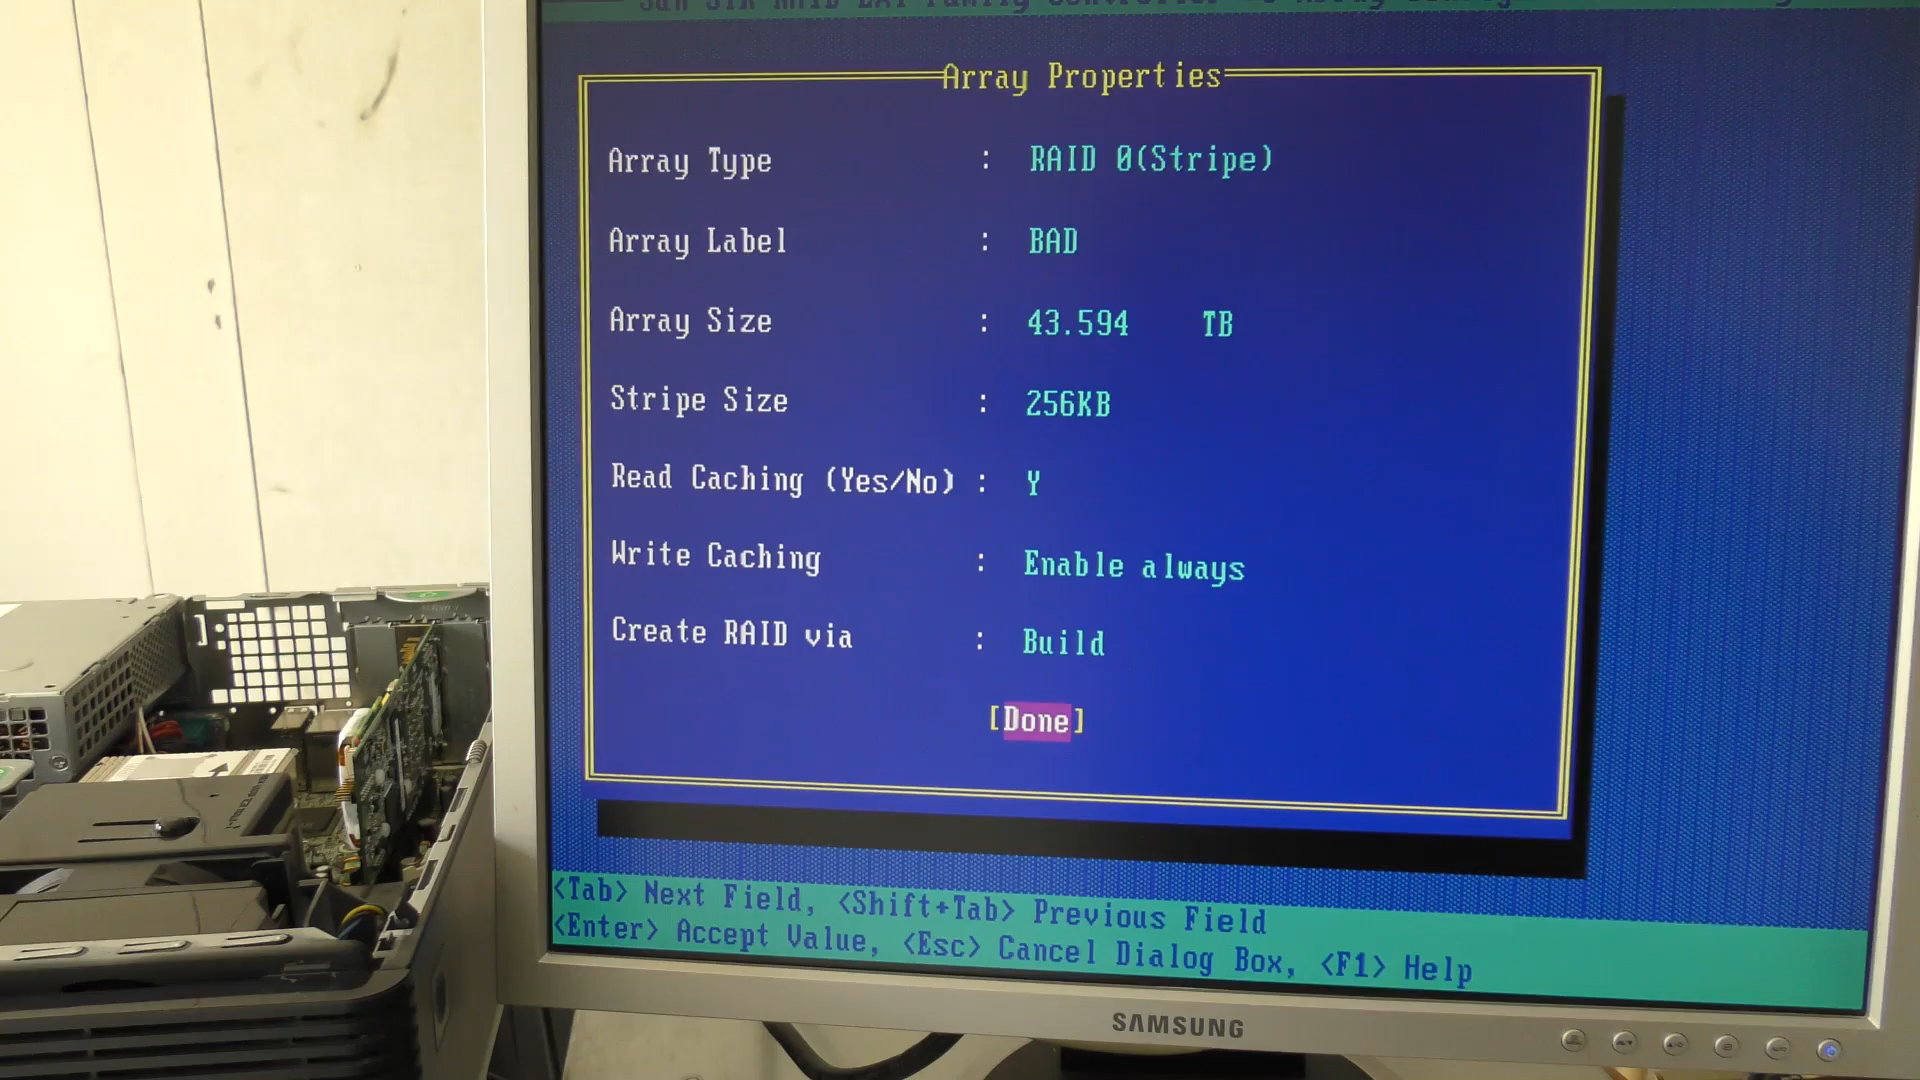 Array Properties
Array Type : RAID 0(Stripe)
Array Label : BAD
Array Size : 43.594 TB
Stripe Size : 256KB
Read Caching (Yes/No) : Y
Write Caching : Enable always
Create RAID via : Build
[Done]
<Tab> Next Field, <Shift+Tab> Previous Field
<Enter> Accept Value, <Esc> Cancel Dialog Box, <F1> Help
SAMSUNG